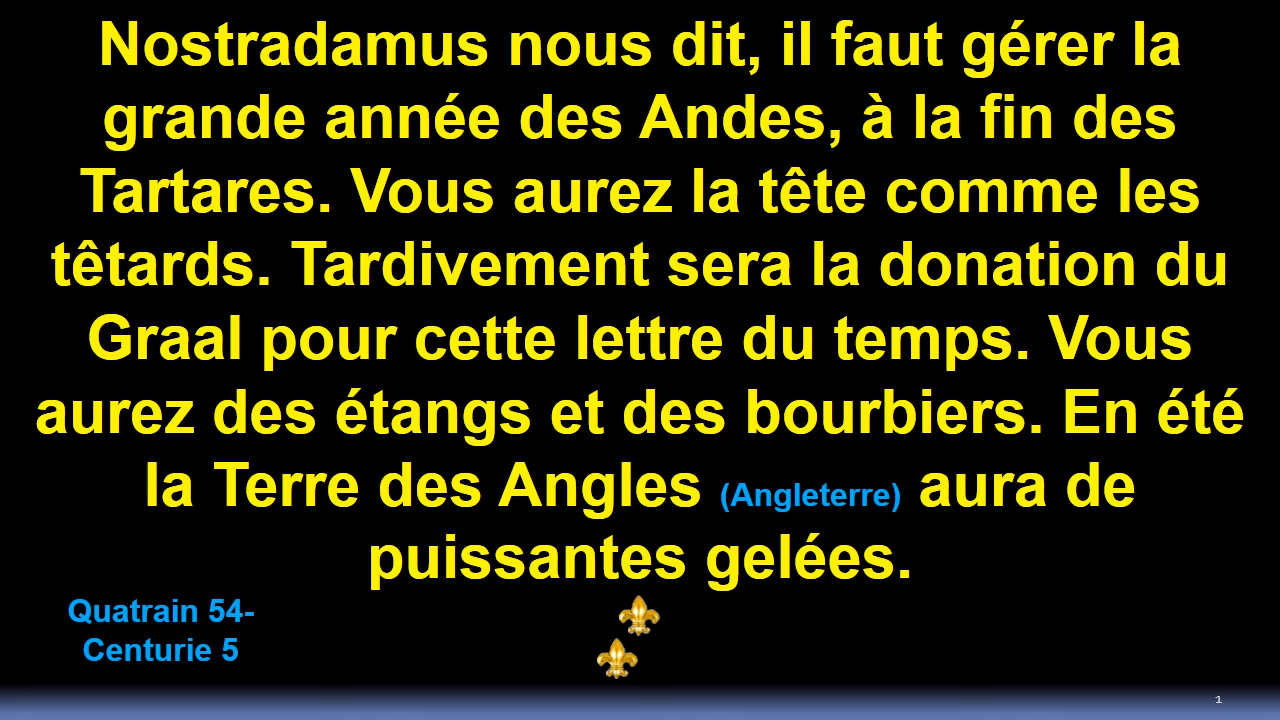 Nostradamus nous dit, il faut gérer la
grande année des Andes, à la fin des
Tartares. Vous aurez la tête comme les
têtards. Tardivement sera la donation du
Graal pour cette lettre du temps. Vous
aurez des étangs et des bourbiers. En été
la Terre des Angles (Angleterre) aura de
puissantes gelées.
Quatrain 54-
Centurie 5
1